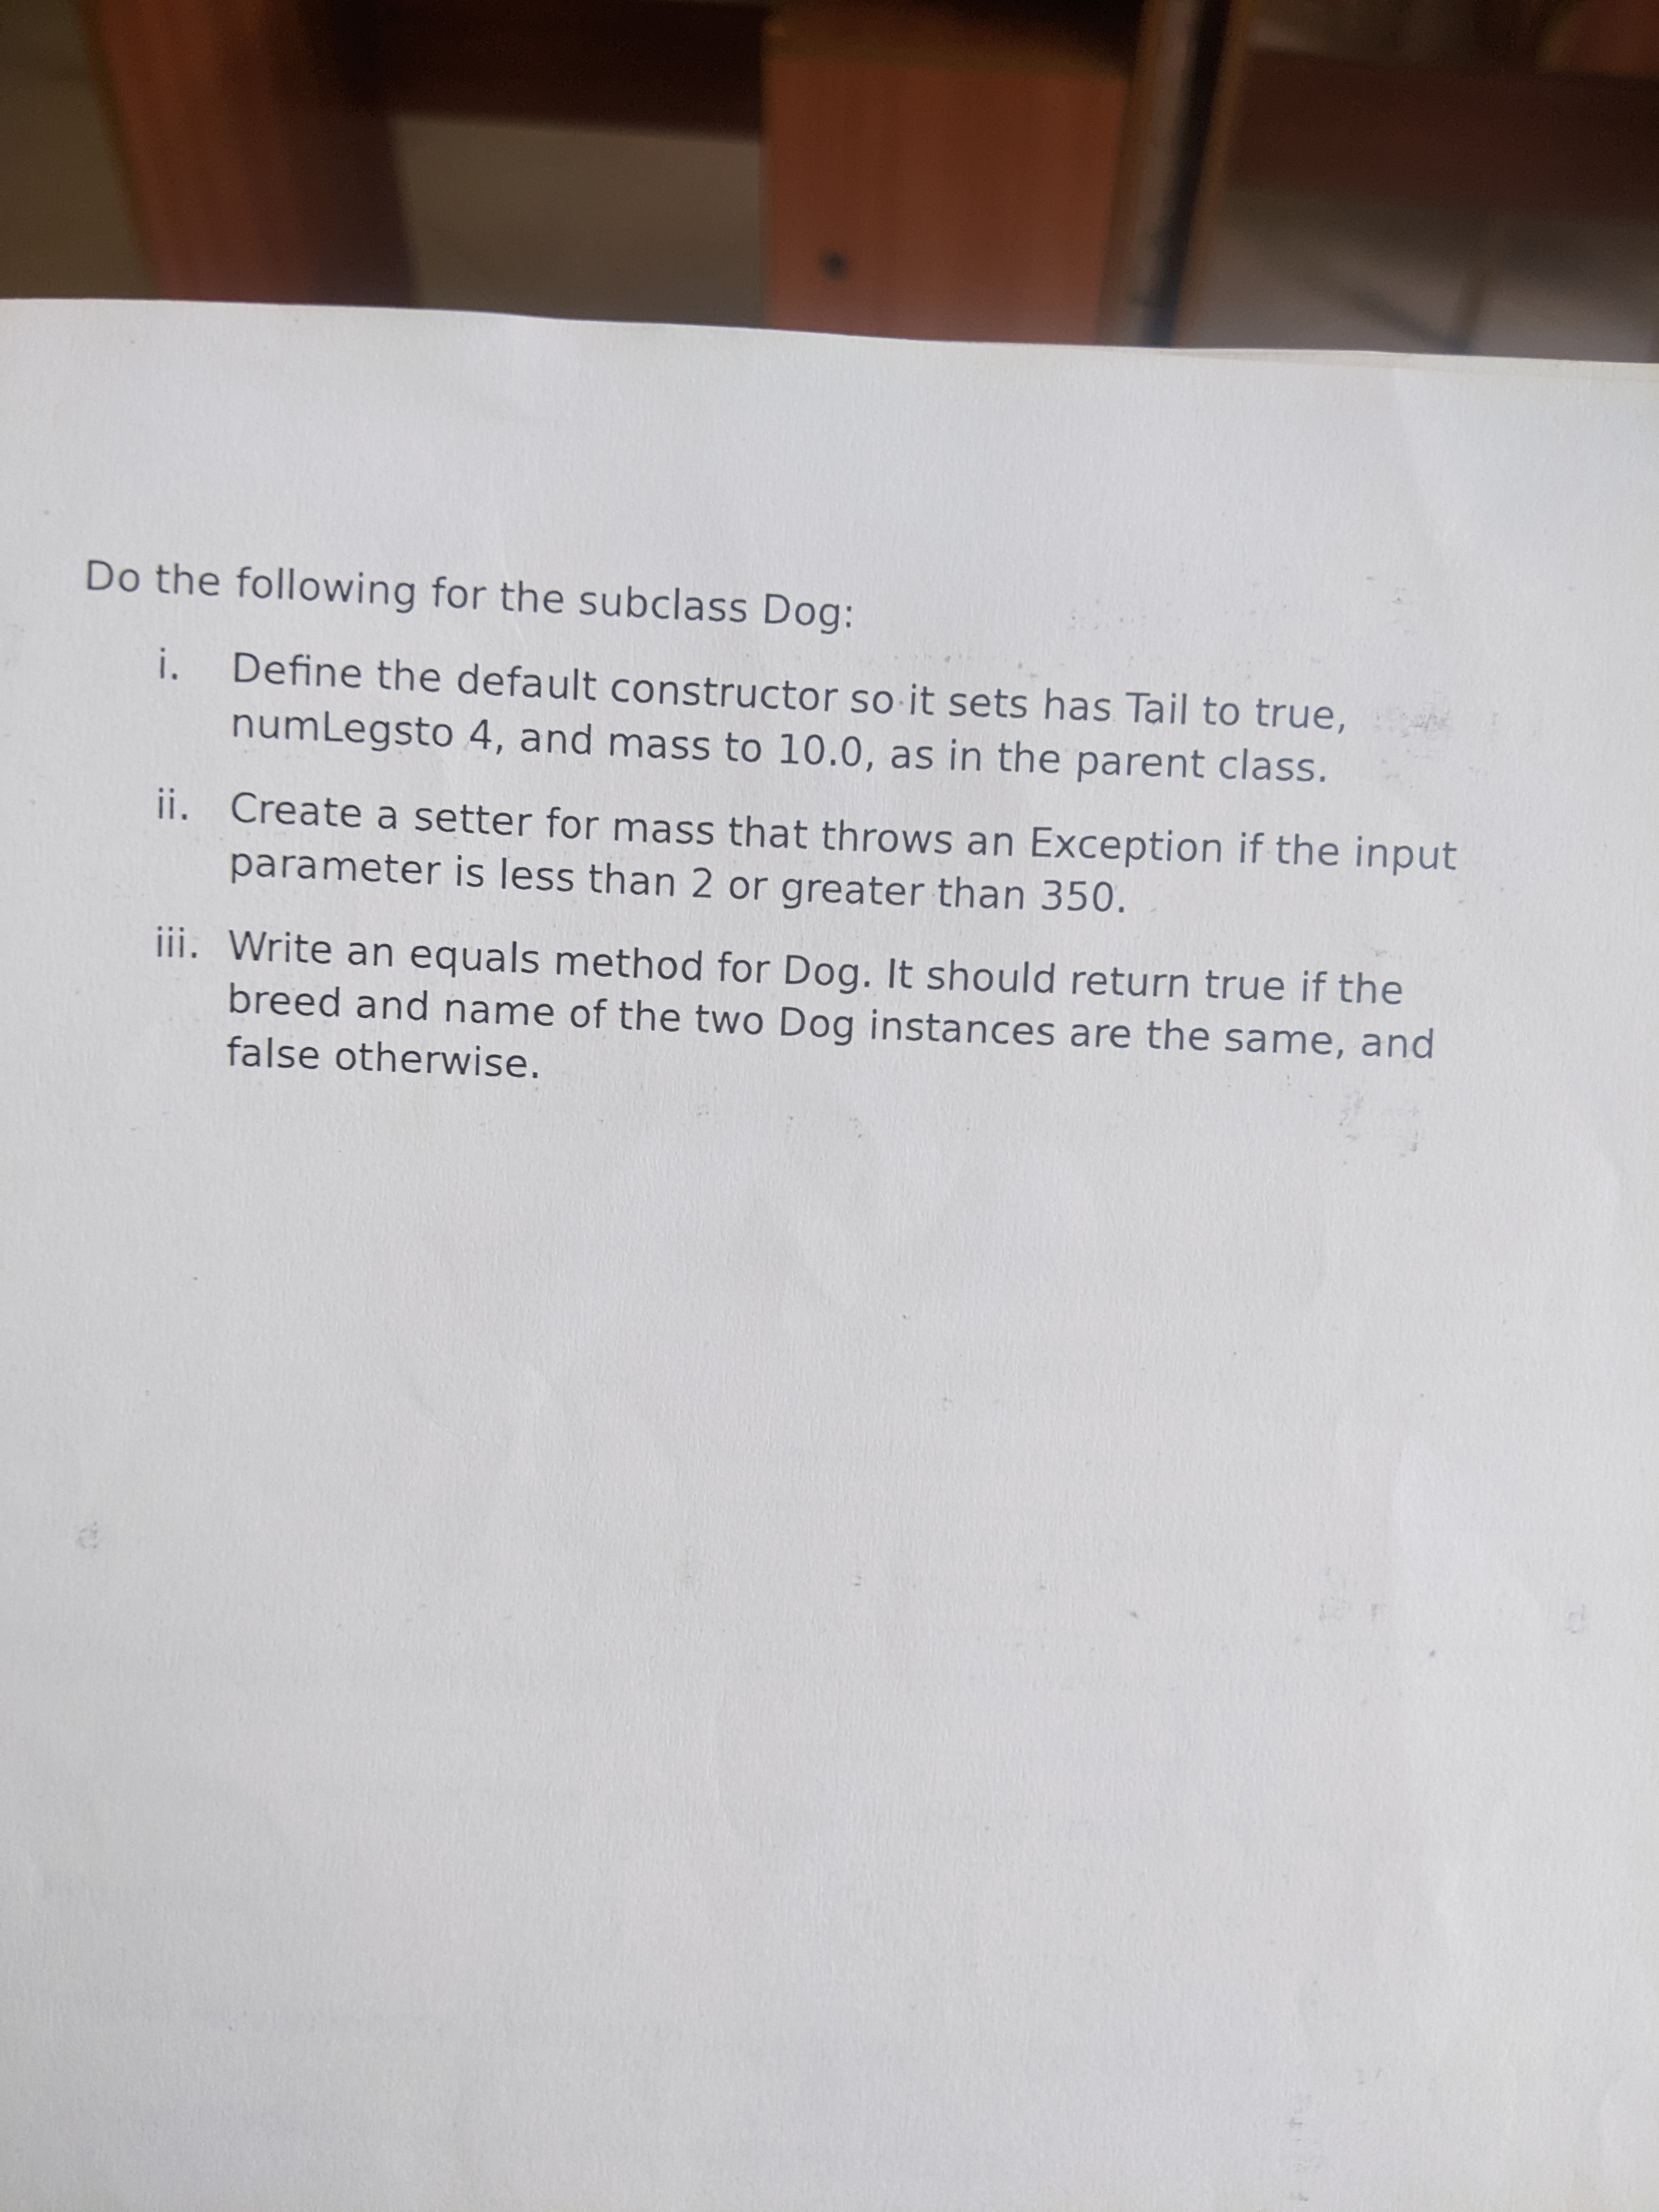 Do the following for the subclass Dog:
i. Define the default constructor so it sets has Tail to true,
numLegsto 4, and mass to 10.0, as in the parent class.
ii. Create a setter for mass that throws an Exception if the input
parameter is less than 2 or greater than 350.
iii. Write an equals method for Dog. It should return true if the
breed and name of the two Dog instances are the same, and
false otherwise.